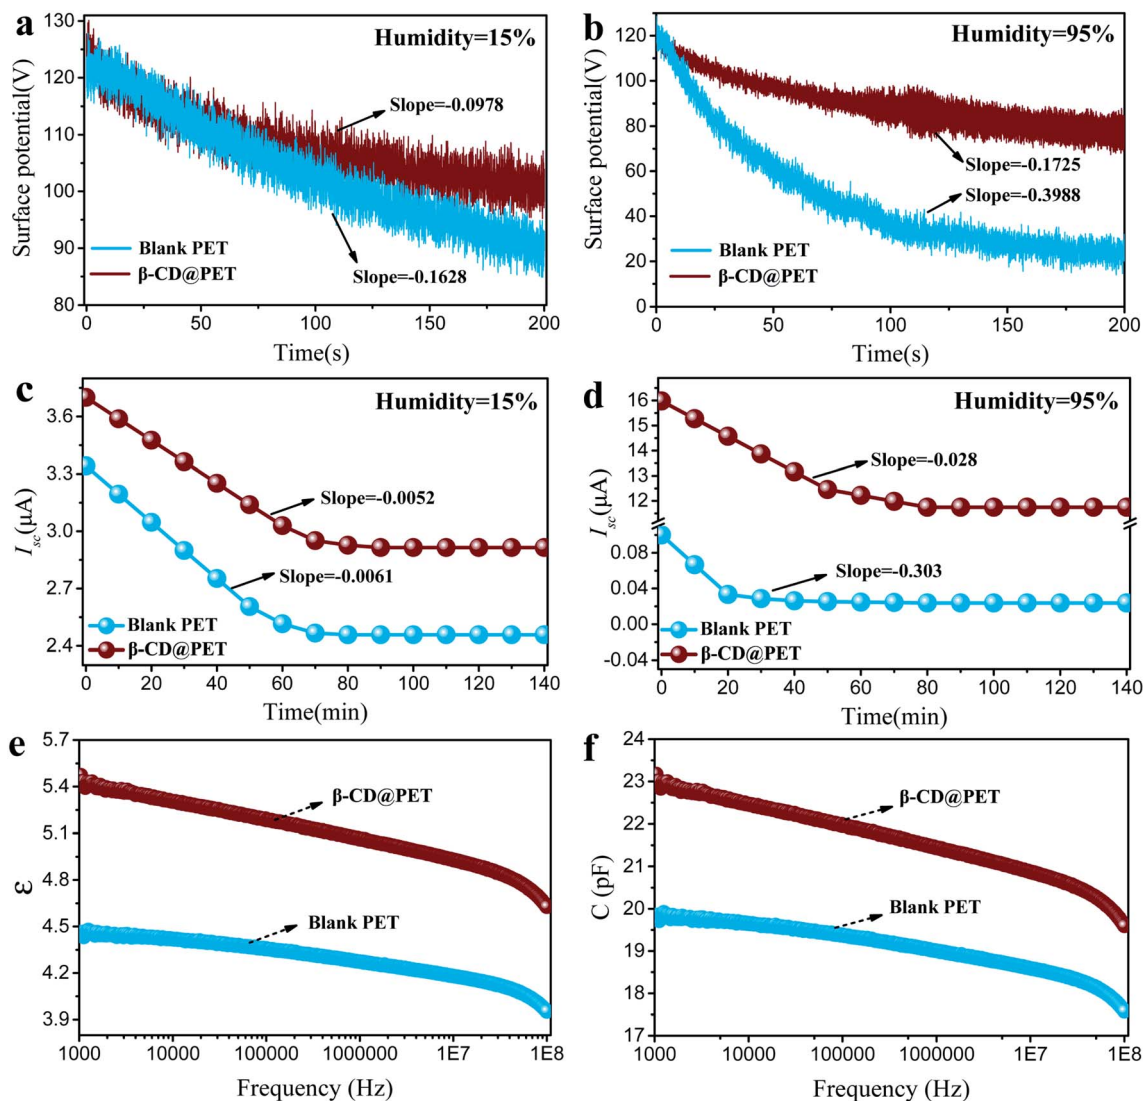 a
Humidity=15%
130
120
110
100
90
80
Surface potential(V)
Slope=-0.0978
Slope=-0.1628
Blank PET
β-CD@PET
0
50
100
150
200
Time(s)
b
Humidity=95%
120
100
80
60
40
20
0
Surface potential(V)
Slope=-0.1725
Slope=-0.3988
Blank PET
β-CD@PET
0
50
100
150
200
Time(s)
c
Humidity=15%
3.6
3.3
3.0
2.7
2.4
Isc(μA)
Slope=-0.0052
Slope=-0.0061
Blank PET
β-CD@PET
0
20
40
60
80
100
120
140
Time(min)
d
Humidity=95%
16
15
14
13
12
0.08
0.04
0.00
-0.04
Isc(μA)
Slope=-0.028
Slope=-0.303
Blank PET
β-CD@PET
0
20
40
60
80
100
120
140
Time(min)
e
5.7
5.4
5.1
4.8
4.5
4.2
3.9
ε
β-CD@PET
Blank PET
1000
10000
100000
1000000
1E7
1E8
Frequency (Hz)
f
24
23
22
21
20
19
18
17
C (pF)
β-CD@PET
Blank PET
1000
10000
100000
1000000
1E7
1E8
Frequency (Hz)